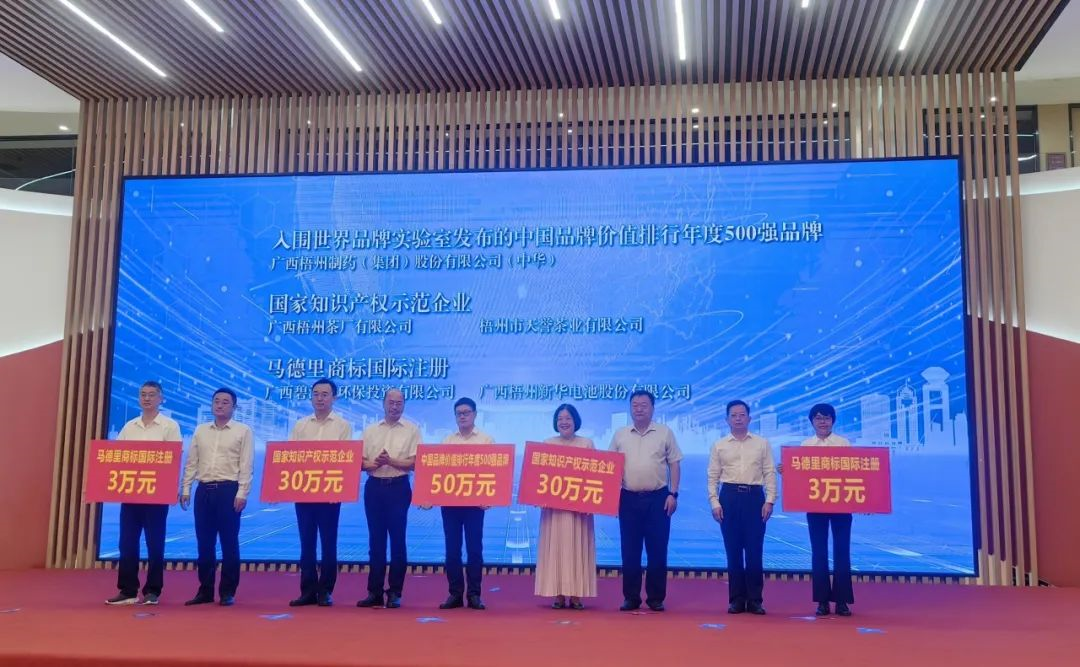 入围世界品牌实验室发布的中国品牌价值排行年度500强品牌
广西梧州制药（集团）股份有限公司（中华）
国家知识产权示范企业
广西梧州茶厂有限公司 梧州市天誉茶业有限公司
马德里商标国际注册
广西碧 环保投资有限公司 广西梧州新华电池股份有限公司
马德里商标国际注册
3万元
国家知识产权示范企业
30万元
中国品牌价值排行年度500强品牌
50万元
国家知识产权示范企业
30万元
马德里商标国际注册
3万元